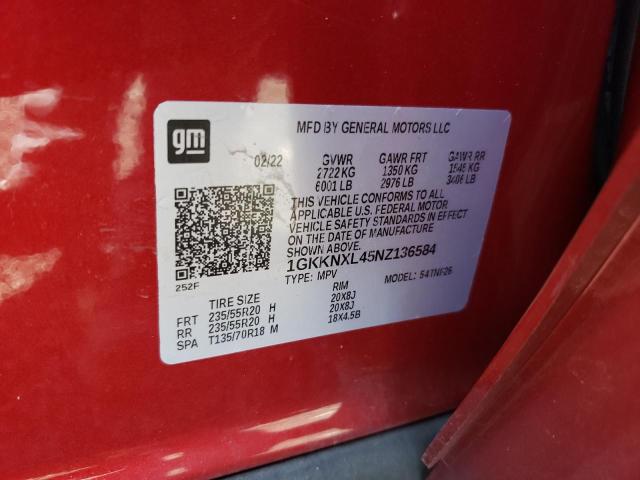 gm
MFD BY GENERAL MOTORS LLC
02/22 GVWR GAWR FRT GAWR RR
2722 KG 1350 KG 1545 KG
6001 LB 2976 LB 3406 LB
THIS VEHICLE CONFORMS TO ALL
APPLICABLE U.S. FEDERAL MOTOR
VEHICLE SAFETY STANDARDS IN EFFECT
ON THE DATE OF MANUFACTURE
SHOWN ABOVE.
1GKKNXL45NZ136584
TYPE: MPV MODEL:
252F
TIRE SIZE RIM
FRT 235/55R20 H 20X8J
RR 235/55R20 H 20X8J
SPA T135/70R18 M 18X4.5B